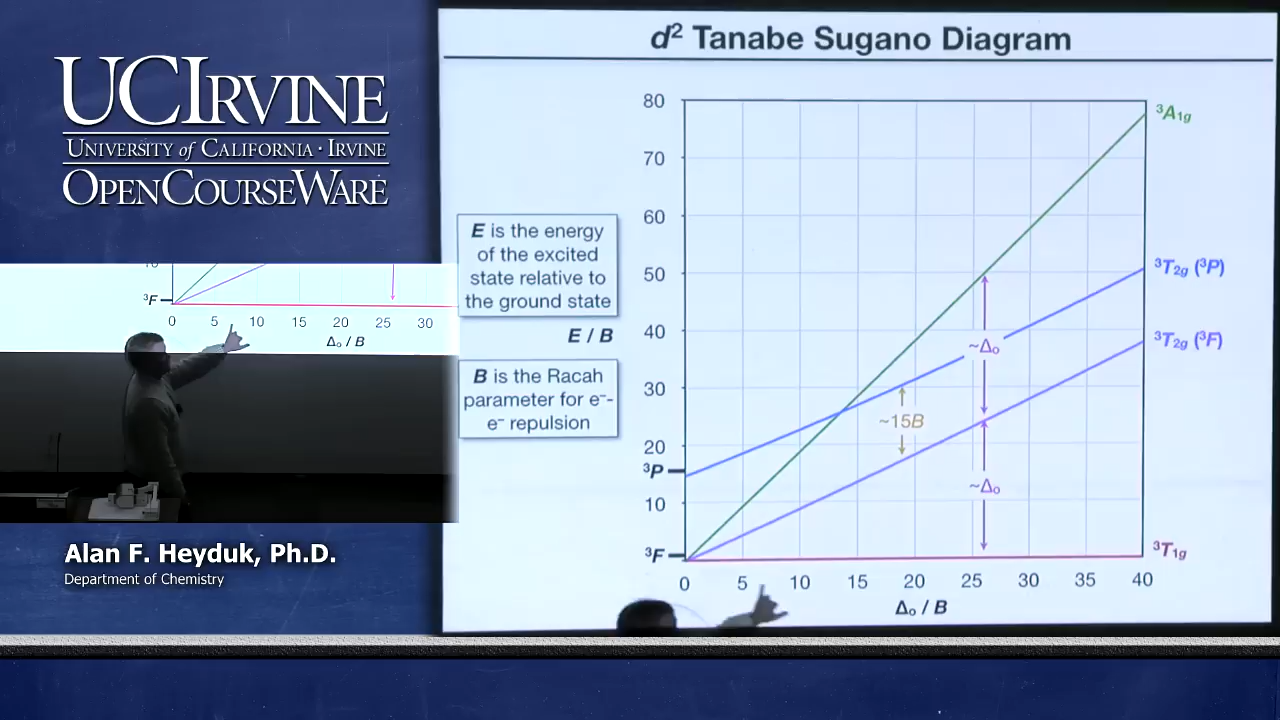 UCIRVINE
UNIVERSITY of CALIFORNIA · IRVINE
OPENCOURSEWARE
³F
0 5 10 15 20 25 30
Δₒ / B
Alan F. Heyduk, Ph.D.
Department of Chemistry
d² Tanabe Sugano Diagram
E is the energy
of the excited
state relative to
the ground state
E / B
B is the Racah
parameter for e⁻-
e⁻ repulsion
80
70
60
50
40
30
20
³P
10
³F
0 5 10 15 20 25 30 35 40
Δₒ / B
³A₁g
³T₂g (³P)
³T₂g (³F)
³T₁g
~Δₒ
~15B
~Δₒ